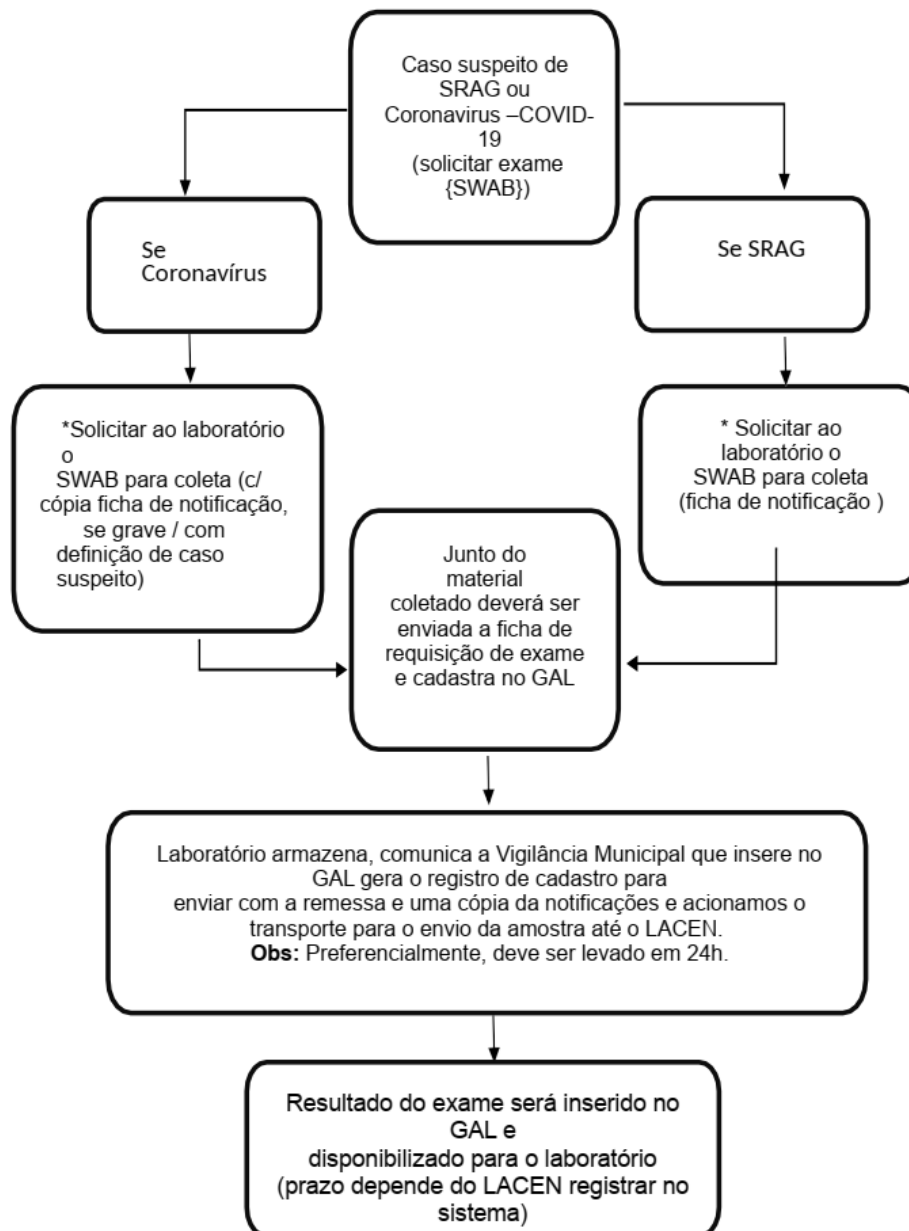 Caso suspeito de
SRAG ou
Coronavirus –COVID-
19
(solicitar exame
{SWAB})
Se
Coronavírus
Se SRAG
*Solicitar ao laboratório
o
SWAB para coleta (c/
cópia ficha de notificação,
se grave / com
definição de caso
suspeito)
* Solicitar ao
laboratório o
SWAB para coleta
(ficha de notificação )
Junto do
material
coletado deverá ser
enviada a ficha de
requisição de exame
e cadastra no GAL
Laboratório armazena, comunica a Vigilância Municipal que insere no
GAL gera o registro de cadastro para
enviar com a remessa e uma cópia da notificações e acionamos o
transporte para o envio da amostra até o LACEN.
Obs: Preferencialmente, deve ser levado em 24h.
Resultado do exame será inserido no
GAL e
disponibilizado para o laboratório
(prazo depende do LACEN registrar no
sistema)